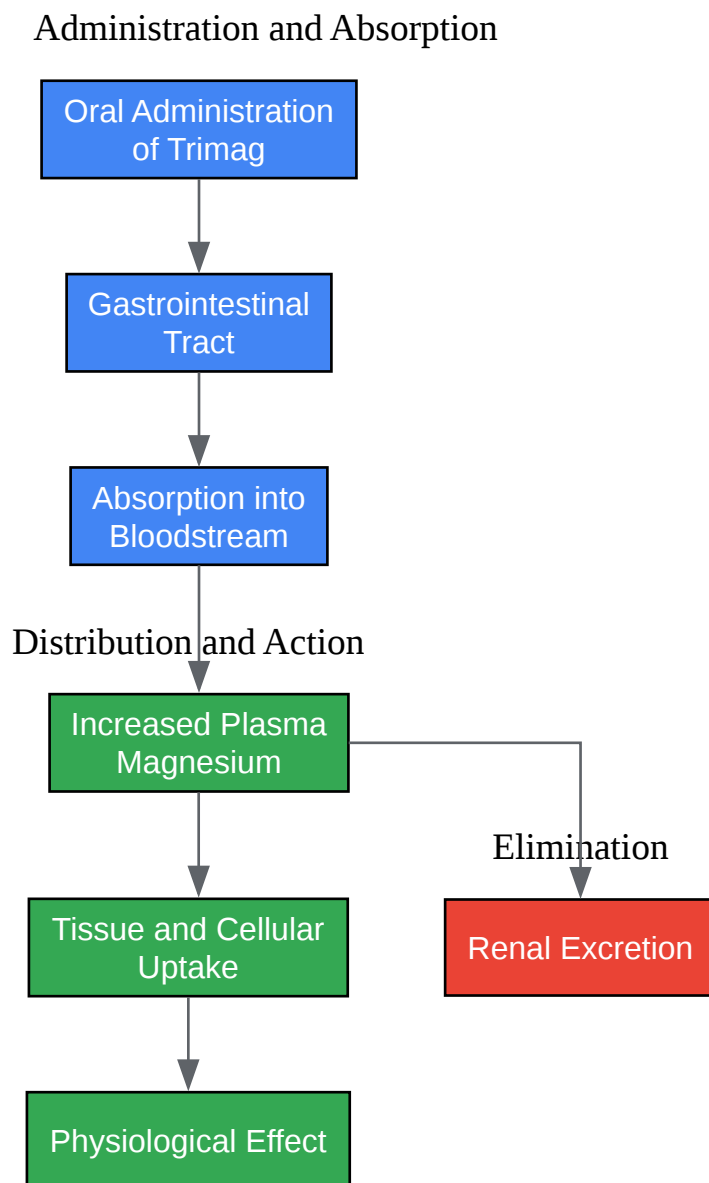 Administration and Absorption
Oral Administration
of Trimag
Gastrointestinal
Tract
Absorption into
Bloodstream
Distribution and Action
Increased Plasma
Magnesium
Elimination
Tissue and Cellular
Uptake
Renal Excretion
Physiological Effect